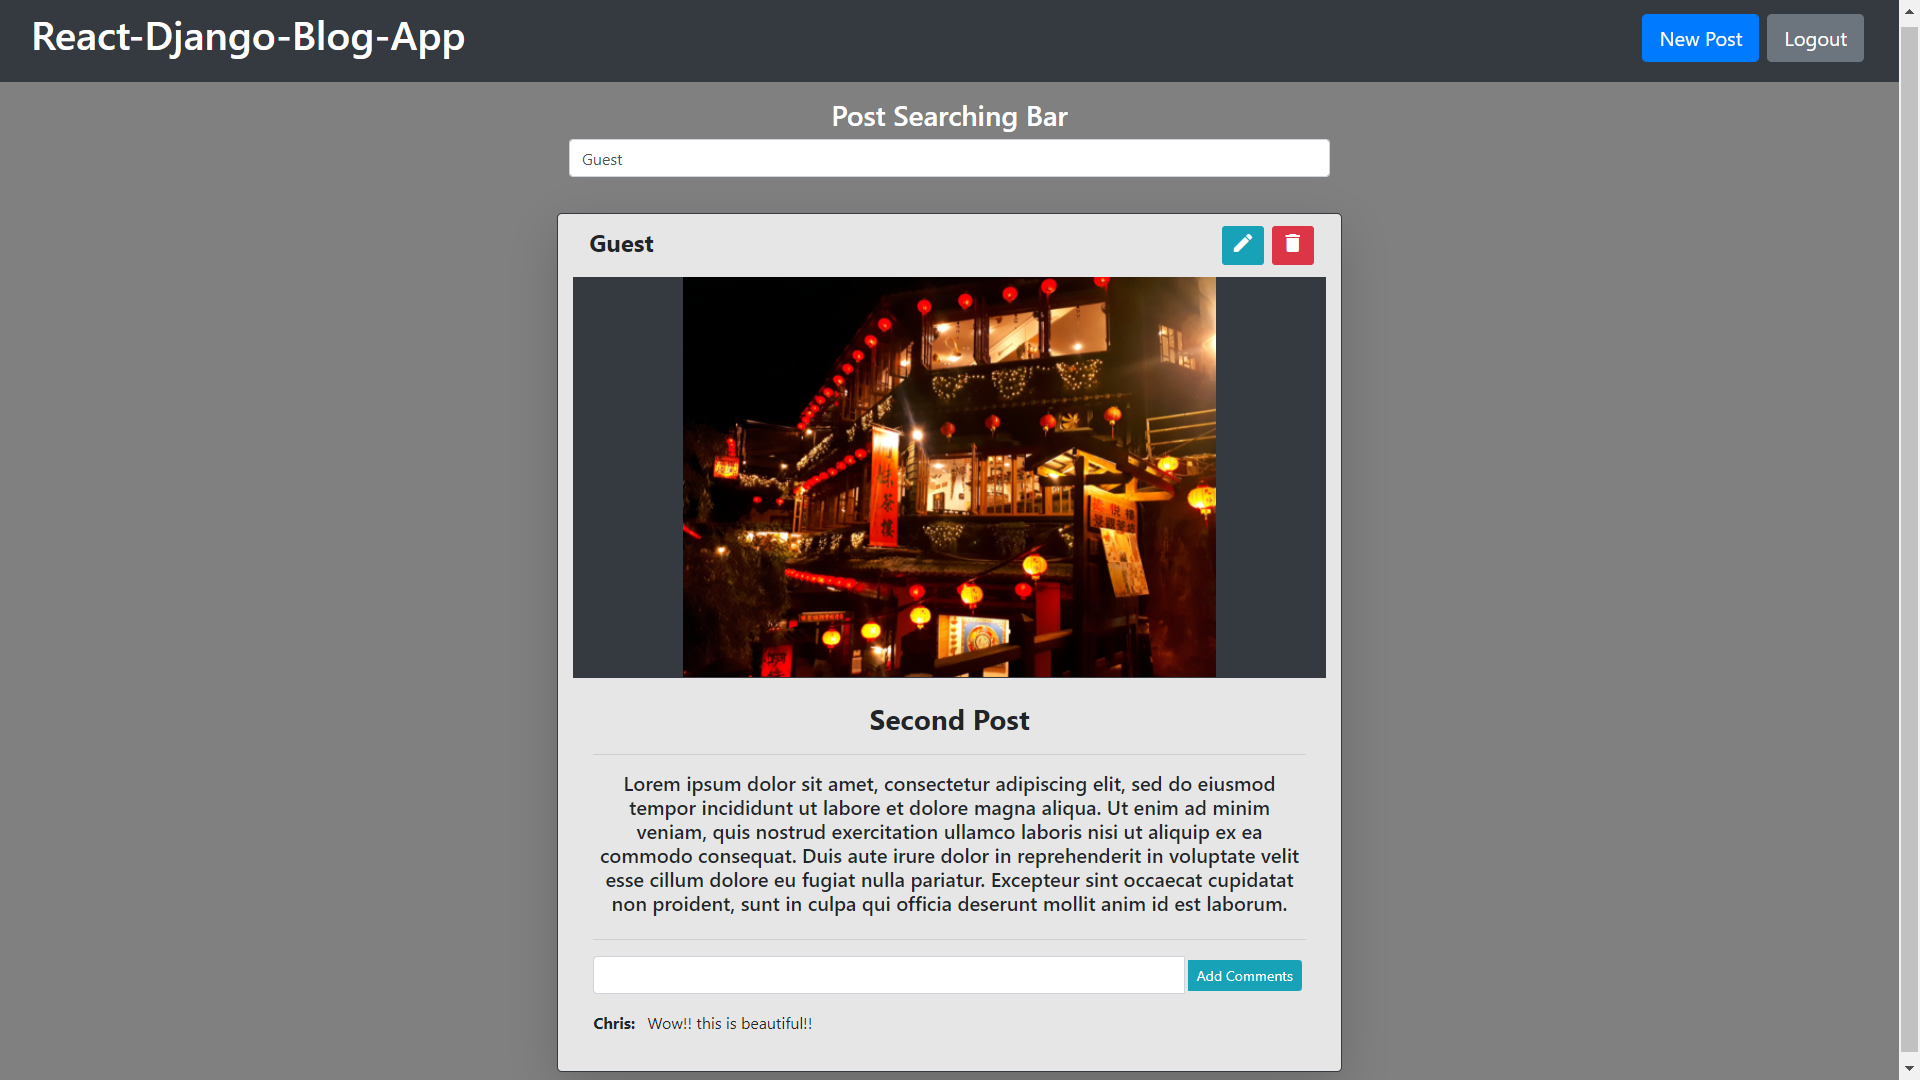 React-Django-Blog-App
New Post
Logout
Post Searching Bar
Guest
Guest
茶樓
Second Post
Lorem ipsum dolor sit amet, consectetur adipiscing elit, sed do eiusmod
tempor incididunt ut labore et dolore magna aliqua. Ut enim ad minim
veniam, quis nostrud exercitation ullamco laboris nisi ut aliquip ex ea
commodo consequat. Duis aute irure dolor in reprehenderit in voluptate velit
esse cillum dolore eu fugiat nulla pariatur. Excepteur sint occaecat cupidatat
non proident, sunt in culpa qui officia deserunt mollit anim id est laborum.
Add Comments
Chris: Wow!! this is beautiful!!